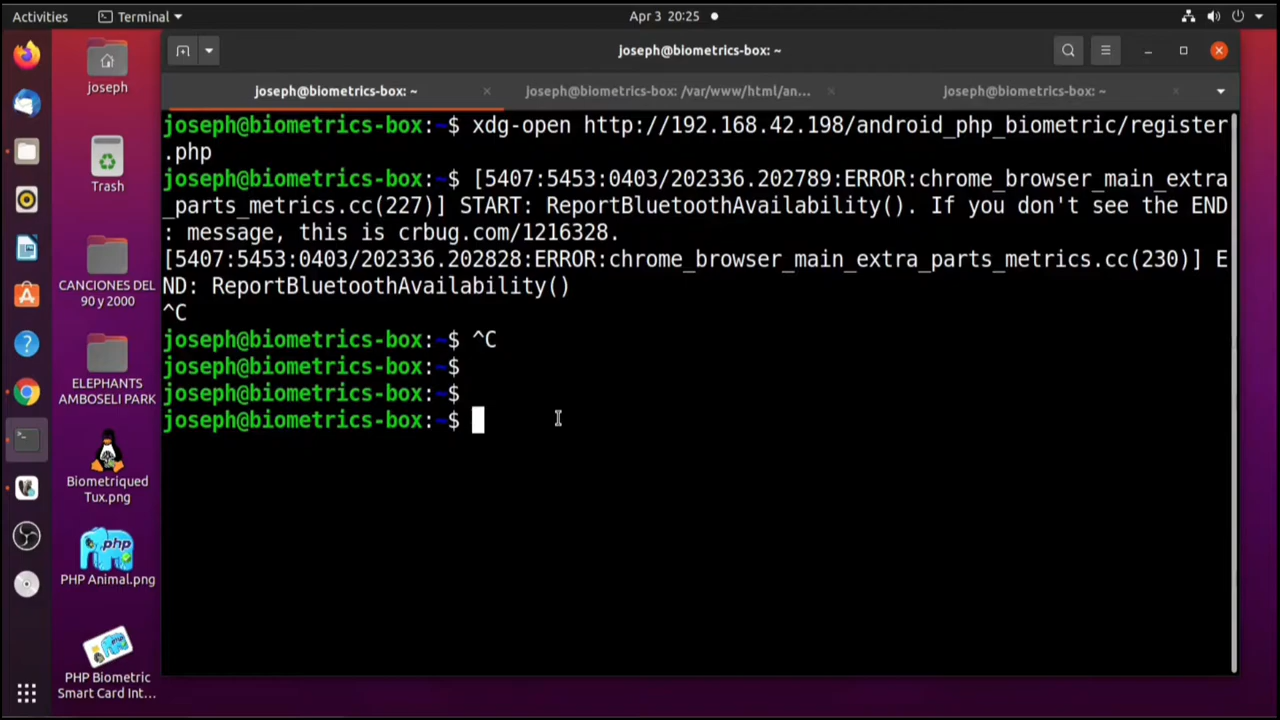 Activities
Terminal
Apr 3 20:25
joseph@biometrics-box: ~
joseph@biometrics-box: ~
joseph@biometrics-box: /var/www/html/an...
joseph@biometrics-box: ~
joseph@biometrics-box:~$ xdg-open http://192.168.42.198/android_php_biometric/register
.php
joseph@biometrics-box:~$ [5407:5453:0403/202336.202789:ERROR:chrome_browser_main_extra
_parts_metrics.cc(227)] START: ReportBluetoothAvailability(). If you don't see the END
: message, this is crbug.com/1216328.
[5407:5453:0403/202336.202828:ERROR:chrome_browser_main_extra_parts_metrics.cc(230)] E
ND: ReportBluetoothAvailability()
^C
joseph@biometrics-box:~$ ^C
joseph@biometrics-box:~$
joseph@biometrics-box:~$
joseph@biometrics-box:~$
joseph
Trash
CANCIONES DEL
90 y 2000
ELEPHANTS
AMBOSELI PARK
Biometriqued
Tux.png
php
PHP Animal.png
PHP Biometric
Smart Card Int...